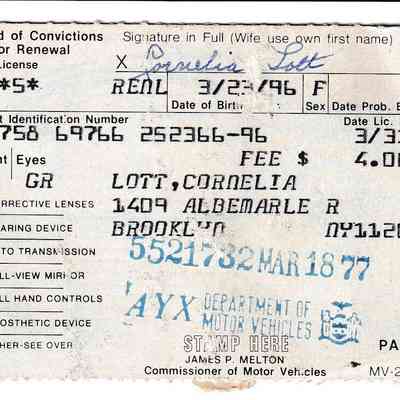 d of Convictions
Signature in Full (Wife use own first name)
or Renewal
License
X Cornelia Lott
*5* RENL 3/23/96 F
Date of Birth Sex Date Prob. E
t Identification Number
Date Lic.
758 69766 252366-96 3/31
nt Eyes FEE $ 4.00
GR LOTT,CORNELIA
RRECTIVE LENSES
1409 ALBEMARLE R
ARING DEVICE
BROOKLYN NY1122
TO TRANSMISSION
5521732 MAR 18 77
LL-VIEW MIRROR
LL HAND CONTROLS
AYX DEPARTMENT OF
MOTOR VEHICLES
OSTHETIC DEVICE
HER-SEE OVER
STAMP HERE
PA
JAMES P. MELTON
Commissioner of Motor Vehicles
MV-2